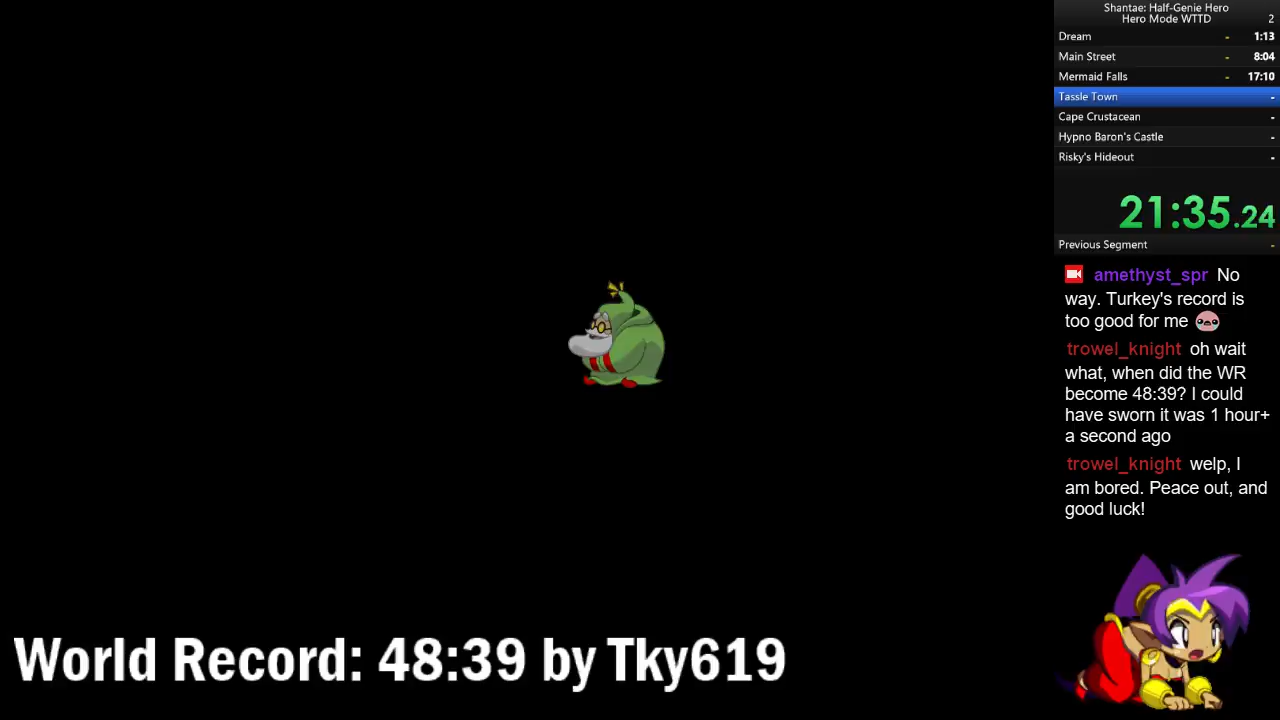 Shantae: Half-Genie Hero
Hero Mode WTTD 2
Dream - 1:13
Main Street - 8:04
Mermaid Falls - 17:10
Tassle Town -
Cape Crustacean -
Hypno Baron's Castle -
Risky's Hideout -
21:35.24
Previous Segment -
amethyst_spr No
way. Turkey's record is
too good for me
trowel_knight oh wait
what, when did the WR
become 48:39? I could
have sworn it was 1 hour+
a second ago
trowel_knight welp, I
am bored. Peace out, and
good luck!
World Record: 48:39 by Tky619